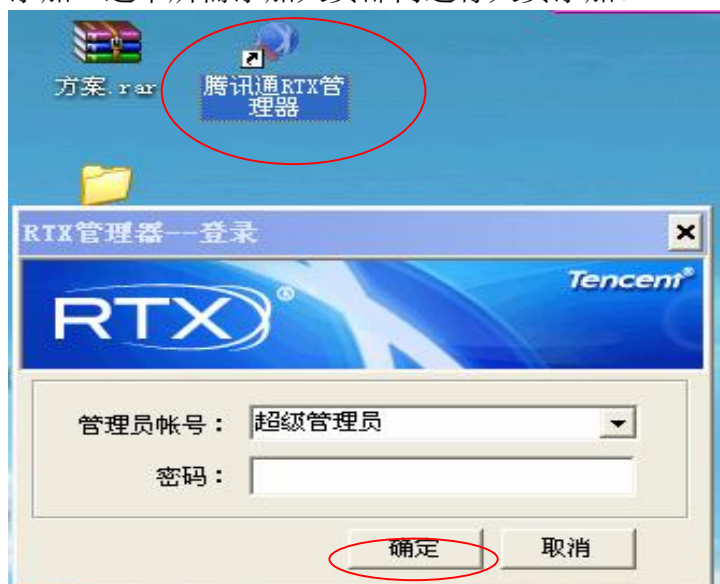 方案.rar
腾讯通RTX管
理器
RTX管理器--登录
Tencent®
RTX®
管理员帐号：
超级管理员
密码：
确定
取消